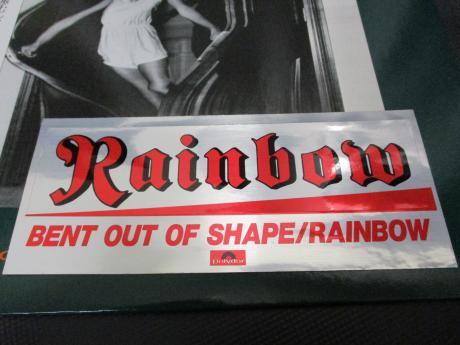 Rainbow
BENT OUT OF SHAPE/RAINBOW
Polydor